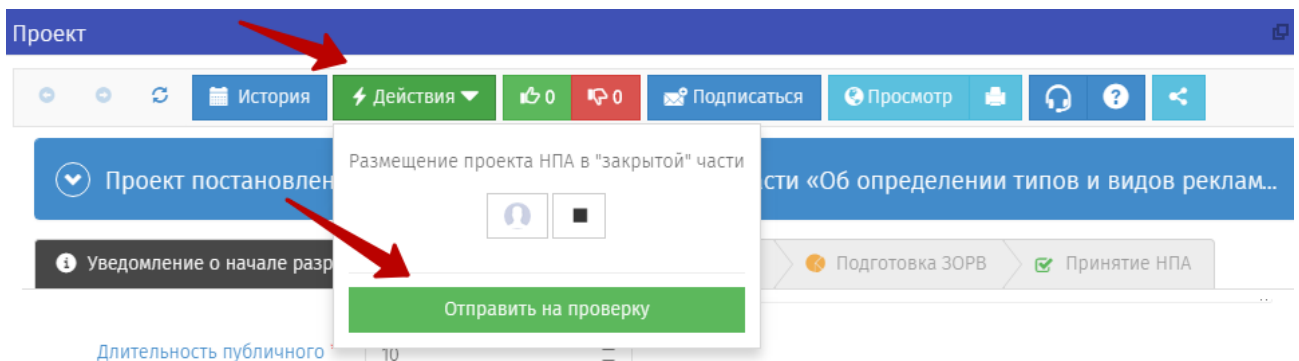 Проект
История Действия 0 0 Подписаться Просмотр
Размещение проекта НПА в "закрытой" части
Проект постановлен сти «Об определении типов и видов реклам...
Уведомление о начале разр Подготовка ЗОРВ Принятие НПА
Отправить на проверку
Длительность публичного * 10